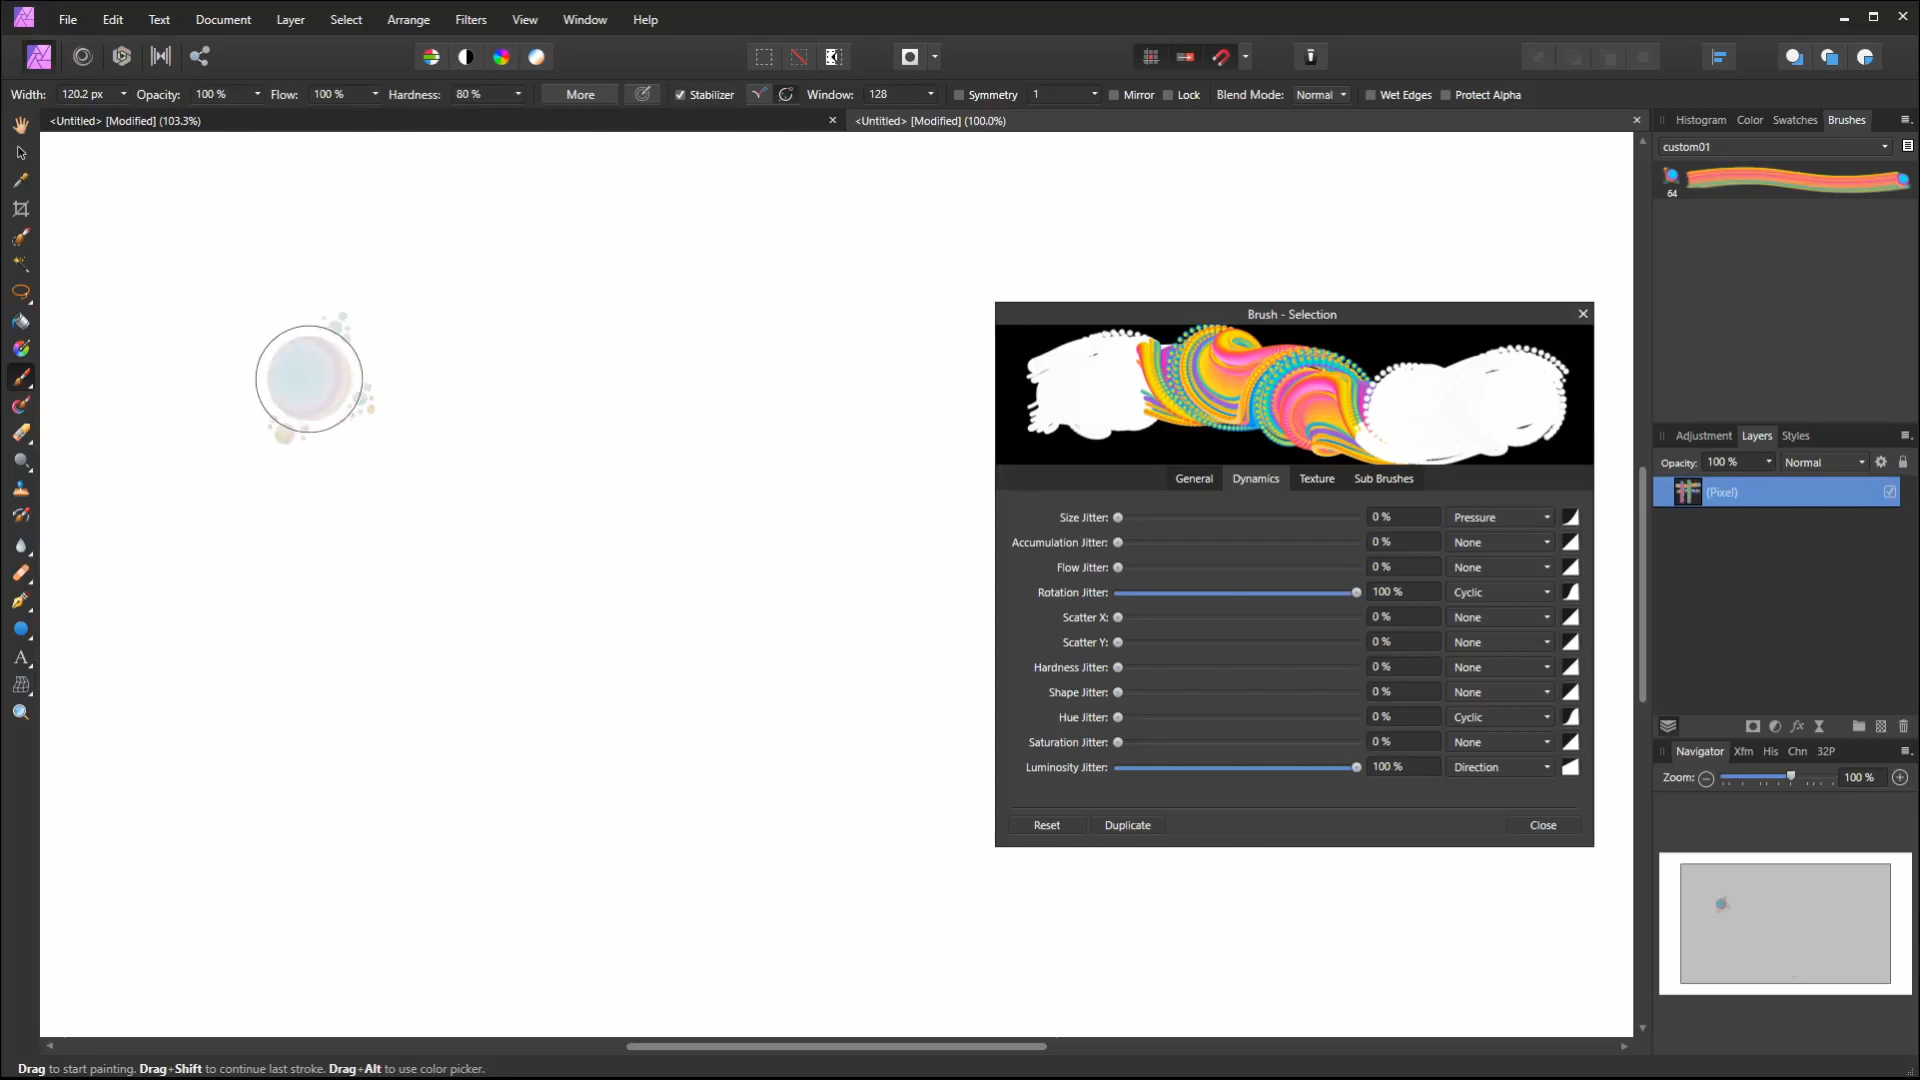 File Edit Text Document Layer Select Arrange Filters View Window Help
Width: 120.2 px Opacity: 100 % Flow: 100 % Hardness: 80 % More Stabilizer Window: 128 Symmetry 1 Mirror Lock Blend Mode: Normal Wet Edges Protect Alpha
<Untitled> [Modified] (103.3%) <Untitled> [Modified] (100.0%)
Histogram Color Swatches Brushes
custom01
64
Brush - Selection
General Dynamics Texture Sub Brushes
Size Jitter: 0 % Pressure
Accumulation Jitter: 0 % None
Flow Jitter: 0 % None
Rotation Jitter: 100 % Cyclic
Scatter X: 0 % None
Scatter Y: 0 % None
Hardness Jitter: 0 % None
Shape Jitter: 0 % None
Hue Jitter: 0 % Cyclic
Saturation Jitter: 0 % None
Luminosity Jitter: 100 % Direction
Reset Duplicate Close
Adjustment Layers Styles
Opacity: 100 % Normal
(Pixel)
Navigator Xfm His Chn 32P
Zoom: 100 %
Drag to start painting. Drag+Shift to continue last stroke. Drag+Alt to use color picker.